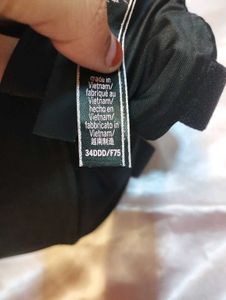 made in
Vietnam/
fabriqué au
Vietnam/
hecho en
Vietnam/
fabbricato in
Vietnam/
越南制造
34DDD/F75